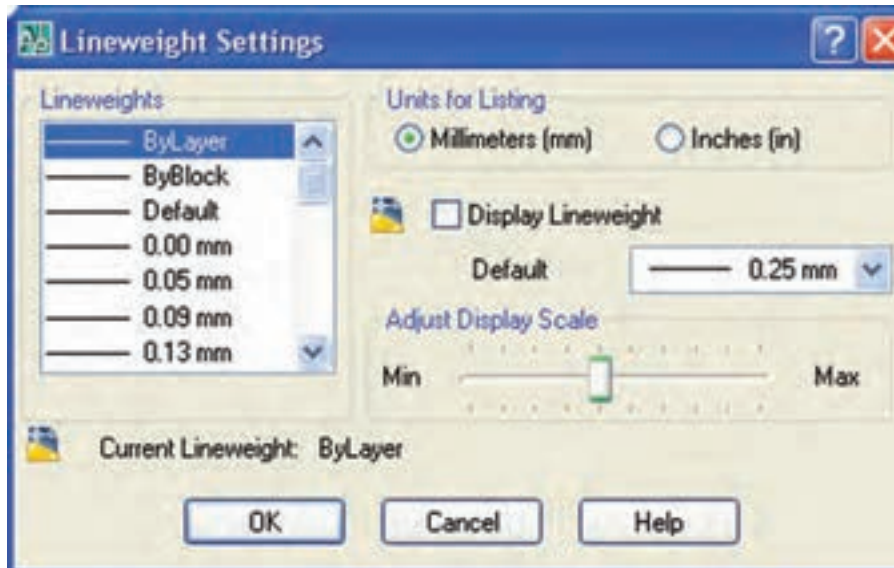 Lineweight Settings
Lineweights
ByLayer
ByBlock
Default
0.00 mm
0.05 mm
0.09 mm
0.13 mm
Units for Listing
Millimeters (mm)
Inches (in)
Display Lineweight
Default
0.25 mm
Adjust Display Scale
Min
Max
Current Lineweight: ByLayer
OK
Cancel
Help